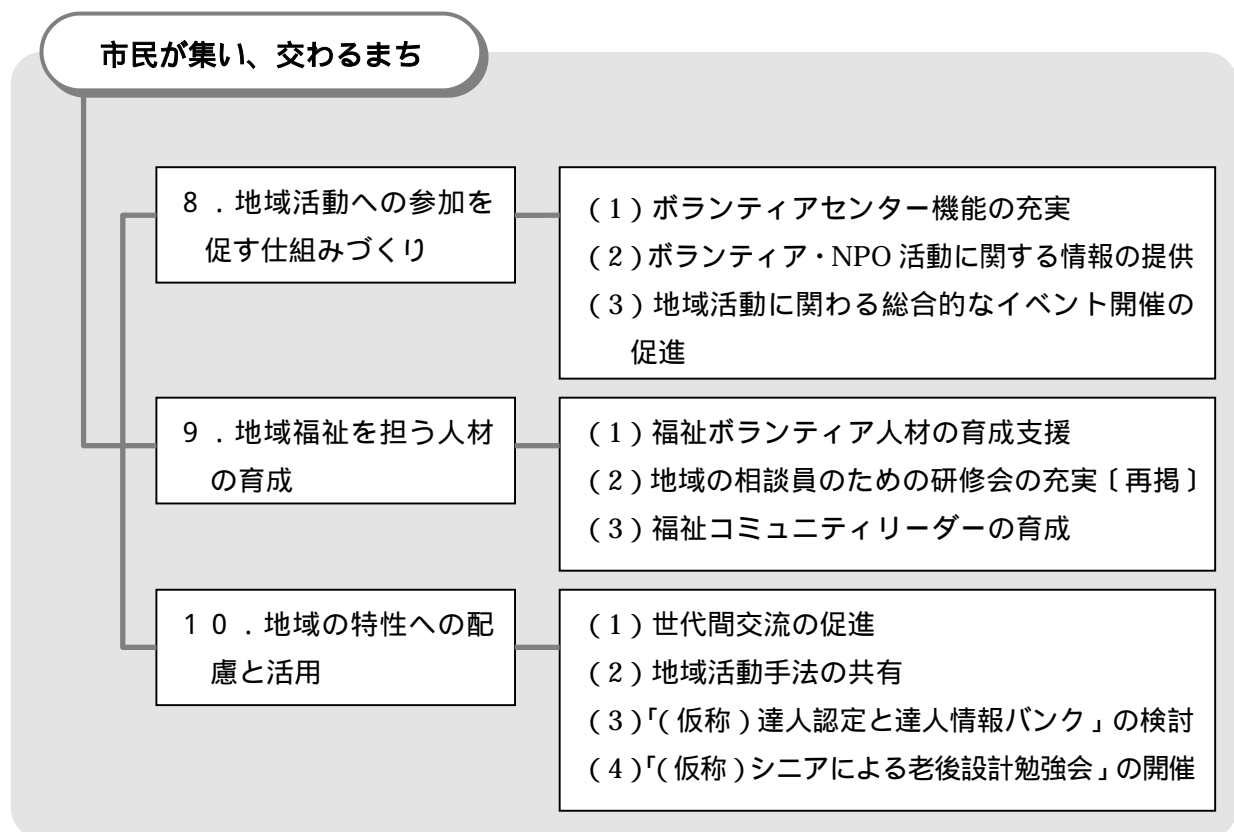 市民が集い、交わるまち
８．地域活動への参加を
促す仕組みづくり
（1）ボランティアセンター機能の充実
（2）ボランティア・NPO 活動に関する情報の提供
（3）地域活動に関わる総合的なイベント開催の
促進
９．地域福祉を担う人材
の育成
（1）福祉ボランティア人材の育成支援
（2）地域の相談員のための研修会の充実〔再掲〕
（3）福祉コミュニティリーダーの育成
１０．地域の特性への配
慮と活用
（1）世代間交流の促進
（2）地域活動手法の共有
（3）「（仮称）達人認定と達人情報バンク」の検討
（4）「（仮称）シニアによる老後設計勉強会」の開催